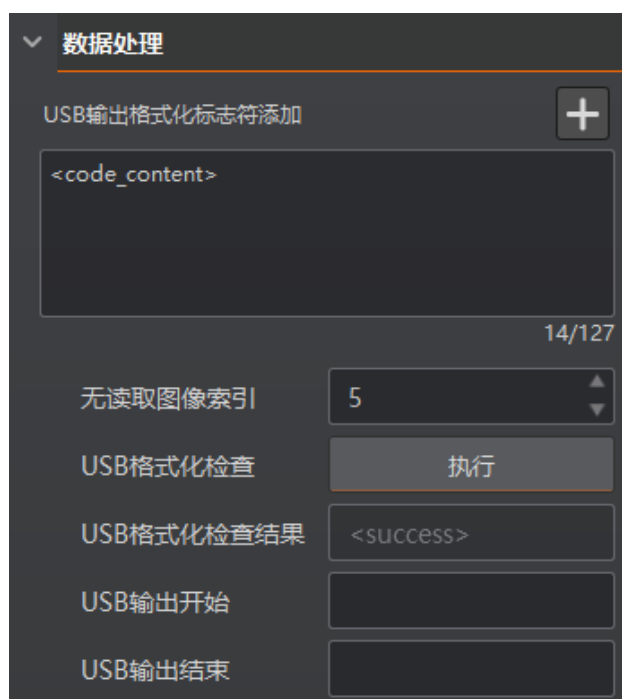 数据处理
USB输出格式化标志符添加
<code_content>
14/127
无读取图像索引 5
USB格式化检查 执行
USB格式化检查结果 <success>
USB输出开始
USB输出结束